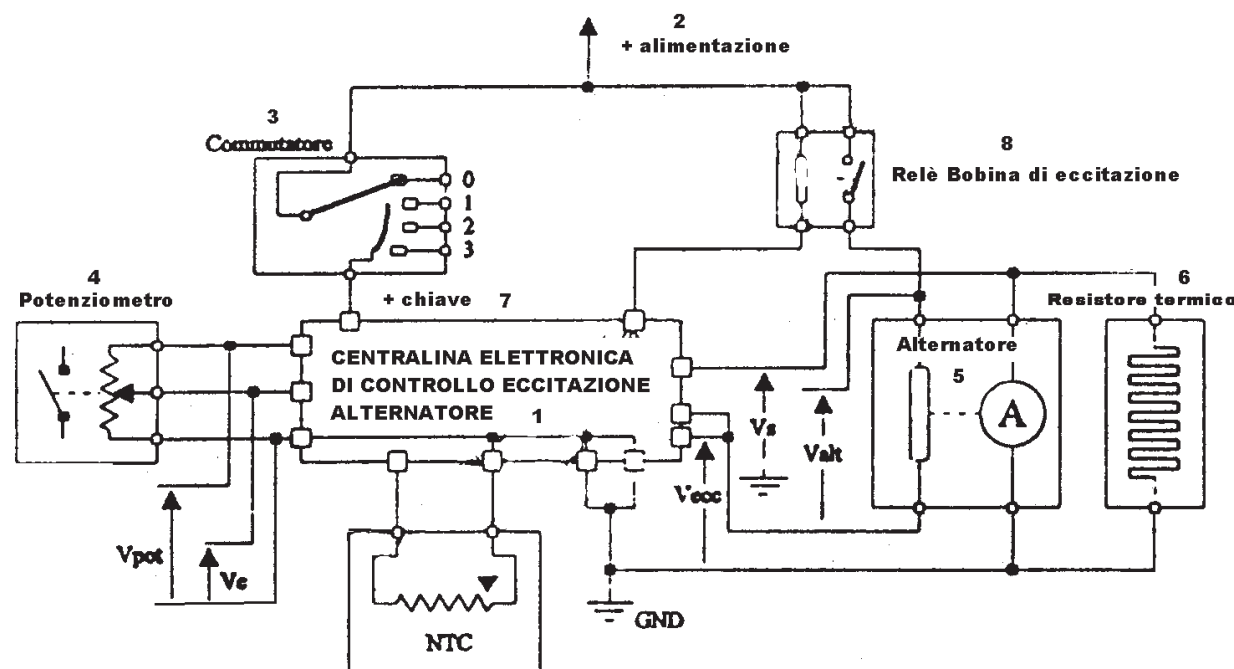 2
+ alimentazione
3
Commutatore
0
1
2
3
8
Relè Bobina di eccitazione
4
Potenziometro
+ chiave 7
6
Resistore termico
CENTRALINA ELETTRONICA
DI CONTROLLO ECCITAZIONE
ALTERNATORE 1
Alternatore
5
A
Vs
Valt
Vecc
Vpot
Vc
GND
NTC